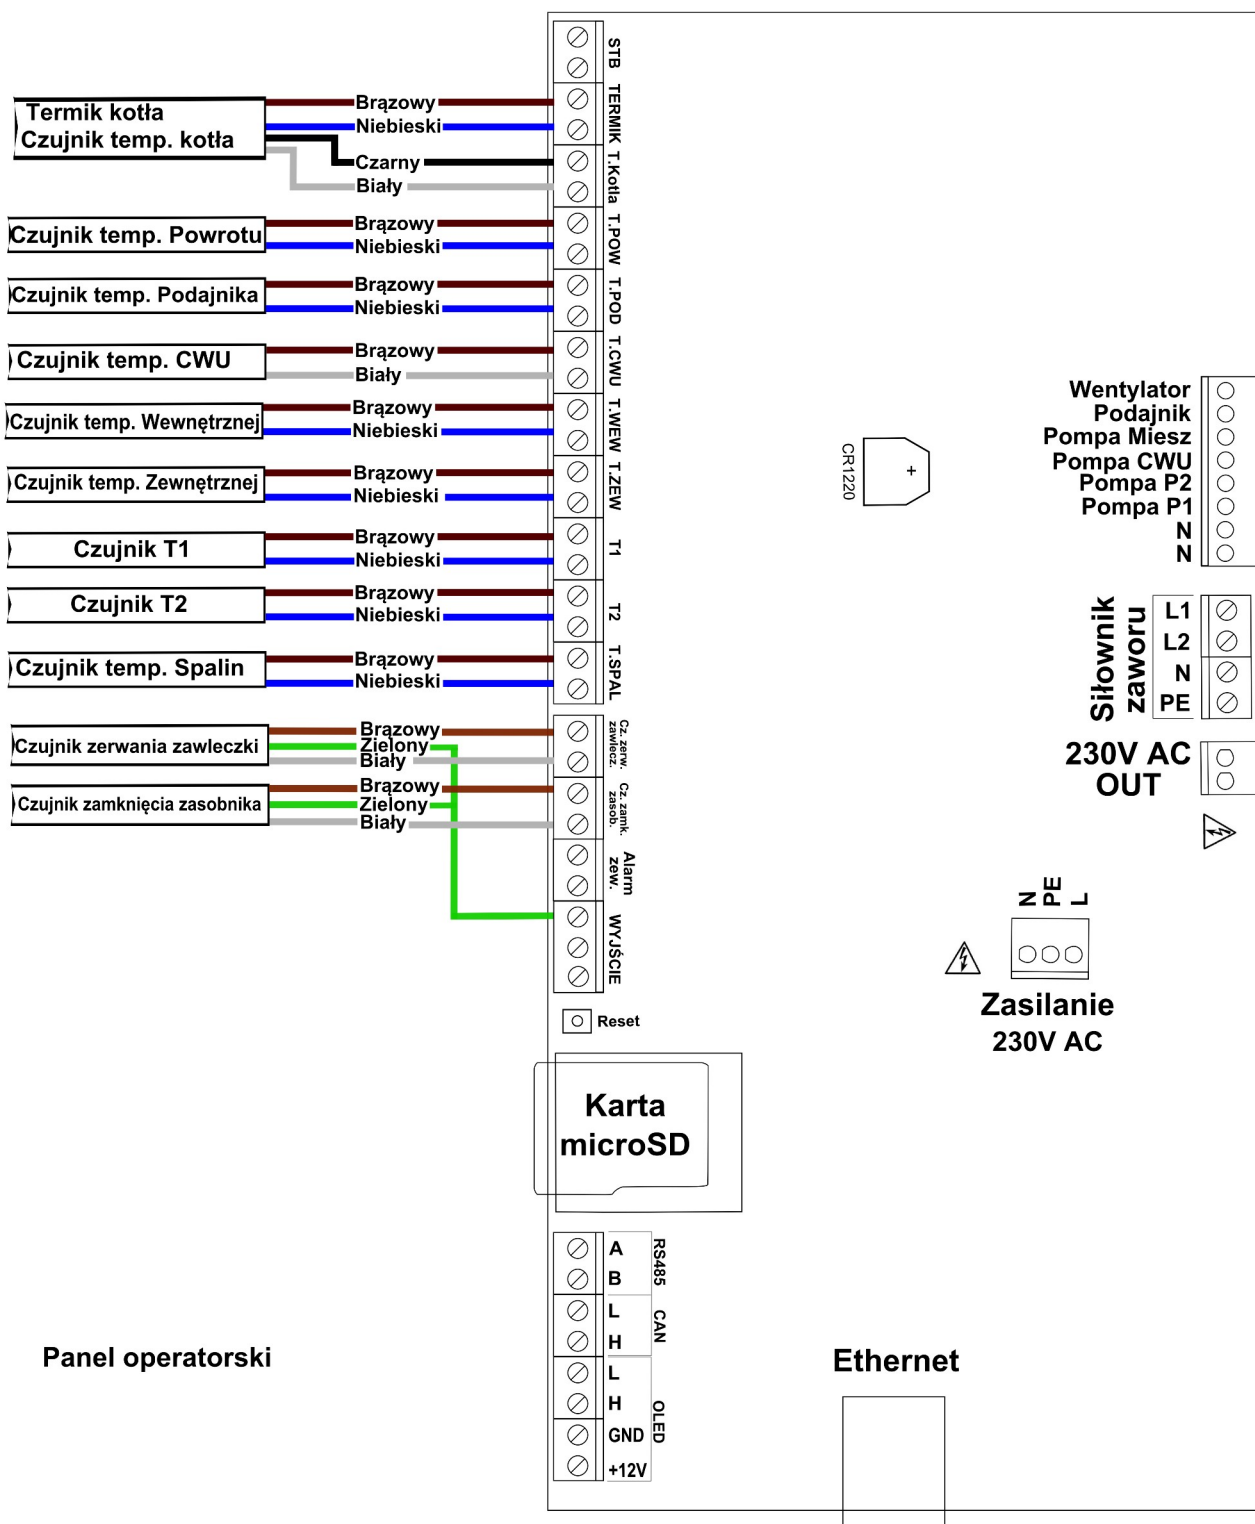 STB
Termik kotła
Czujnik temp. kotła
Brązowy
Niebieski
TERMIK
Czarny
Biały
T.Kotla
Czujnik temp. Powrotu
Brązowy
Niebieski
T.POW
Czujnik temp. Podajnika
Brązowy
Niebieski
T.POD
Czujnik temp. CWU
Brązowy
Biały
T.CWU
Czujnik temp. Wewnętrznej
Brązowy
Niebieski
T.WEW
Czujnik temp. Zewnętrznej
Brązowy
Niebieski
T.ZEW
Czujnik T1
Brązowy
Niebieski
T1
Czujnik T2
Brązowy
Niebieski
T2
Czujnik temp. Spalin
Brązowy
Niebieski
T.SPAL
Czujnik zerwania zawleczki
Brązowy
Zielony
Biały
Cz. zerw.
zawlecz.
Czujnik zamknięcia zasobnika
Brązowy
Zielony
Biały
Cz. zamk.
zasob.
Alarm
zew.
WYJŚCIE
Reset
Karta
microSD
A
B
RS485
L
H
CAN
L
H
GND
+12V
OLED
Panel operatorski
Ethernet
CR1220
+
Wentylator
Podajnik
Pompa Miesz
Pompa CWU
Pompa P2
Pompa P1
N
N
Siłownik
zaworu
L1
L2
N
PE
230V AC
OUT
N
PE
L
Zasilanie
230V AC